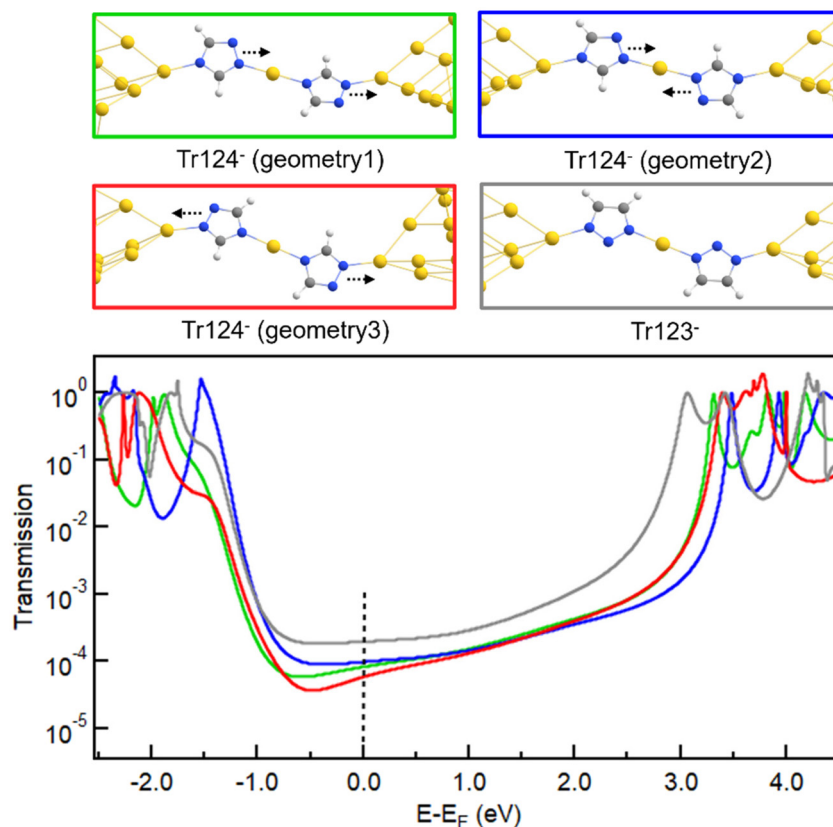 Tr124⁻ (geometry1) Tr124⁻ (geometry2)
Tr124⁻ (geometry3) Tr123⁻
10⁰
10⁻¹
10⁻²
10⁻³
10⁻⁴
10⁻⁵
Transmission
-2.0 -1.0 0.0 1.0 2.0 3.0 4.0
E-E_F (eV)